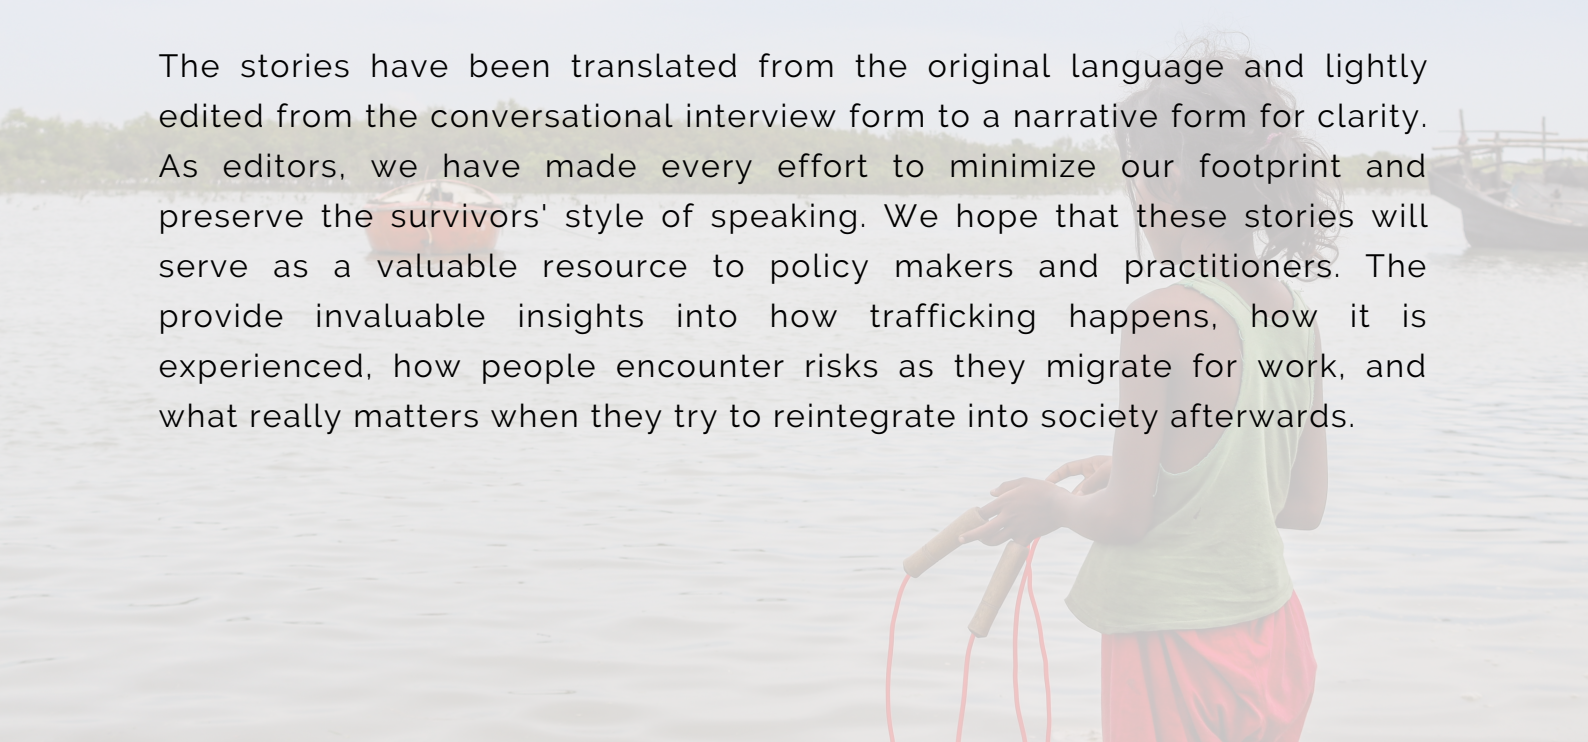 The stories have been translated from the original language and lightly
edited from the conversational interview form to a narrative form for clarity.
As editors, we have made every effort to minimize our footprint and
preserve the survivors' style of speaking. We hope that these stories will
serve as a valuable resource to policy makers and practitioners. The
provide invaluable insights into how trafficking happens, how it is
experienced, how people encounter risks as they migrate for work, and
what really matters when they try to reintegrate into society afterwards.